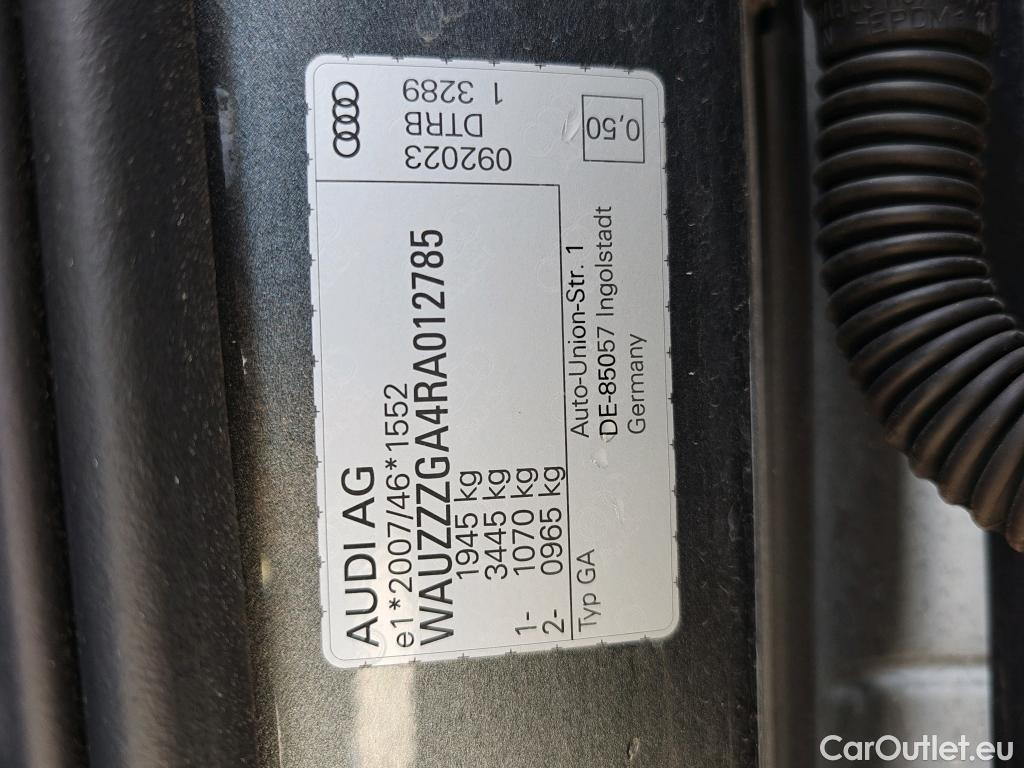 AUDI AG
e1*2007/46*1552
WAUZZZGA4RA012785
1945 kg
3445 kg
1- 1070 kg
2- 0965 kg
092023
DTRB
1 3289
Typ GA
Auto-Union-Str. 1
DE-85057 Ingolstadt
Germany
0,50
EPDM
CarOutlet.eu